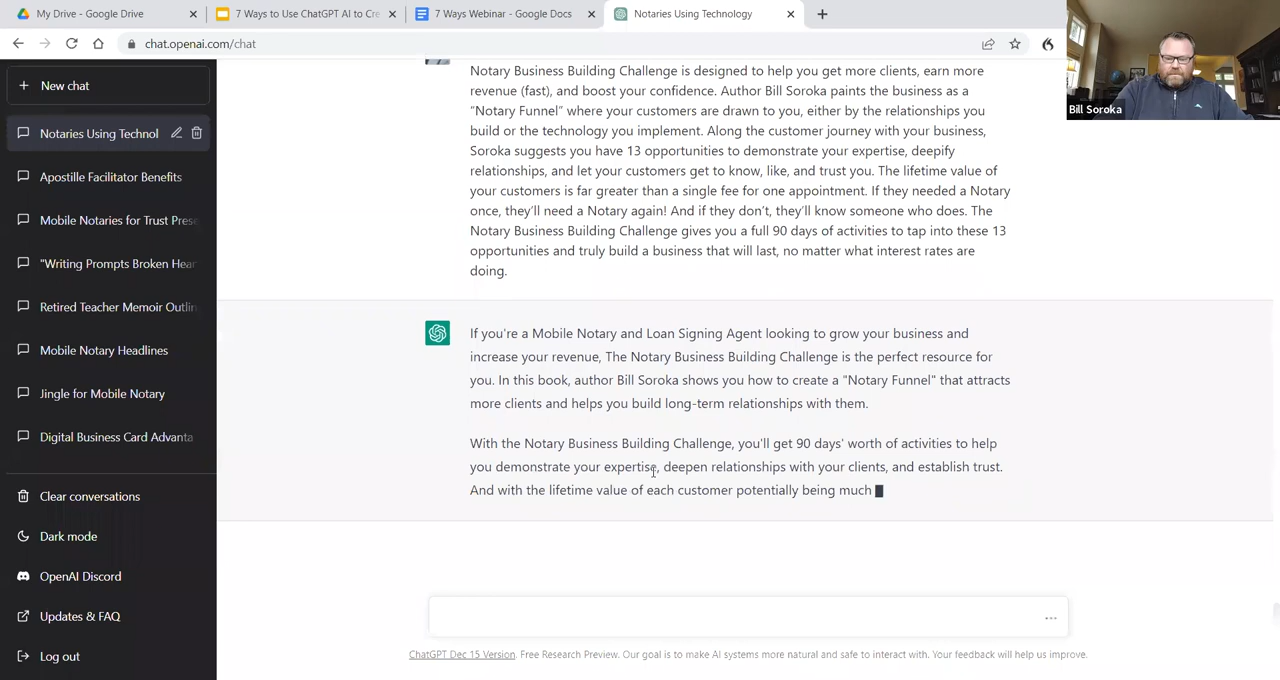 My Drive - Google Drive
7 Ways to Use ChatGPT AI to Cre
7 Ways Webinar - Google Docs
Notaries Using Technology
chat.openai.com/chat
Bill Soroka
New chat
Notaries Using Technol
Apostille Facilitator Benefits
Mobile Notaries for Trust Prese
"Writing Prompts Broken Hear
Retired Teacher Memoir Outlin
Mobile Notary Headlines
Jingle for Mobile Notary
Digital Business Card Advanta
Clear conversations
Dark mode
OpenAI Discord
Updates & FAQ
Log out
Notary Business Building Challenge is designed to help you get more clients, earn more
revenue (fast), and boost your confidence. Author Bill Soroka paints the business as a
“Notary Funnel” where your customers are drawn to you, either by the relationships you
build or the technology you implement. Along the customer journey with your business,
Soroka suggests you have 13 opportunities to demonstrate your expertise, deepify
relationships, and let your customers get to know, like, and trust you. The lifetime value of
your customers is far greater than a single fee for one appointment. If they needed a Notary
once, they’ll need a Notary again! And if they don’t, they’ll know someone who does. The
Notary Business Building Challenge gives you a full 90 days of activities to tap into these 13
opportunities and truly build a business that will last, no matter what interest rates are
doing.
If you're a Mobile Notary and Loan Signing Agent looking to grow your business and
increase your revenue, The Notary Business Building Challenge is the perfect resource for
you. In this book, author Bill Soroka shows you how to create a "Notary Funnel" that attracts
more clients and helps you build long-term relationships with them.
With the Notary Business Building Challenge, you'll get 90 days' worth of activities to help
you demonstrate your expertise, deepen relationships with your clients, and establish trust.
And with the lifetime value of each customer potentially being much
ChatGPT Dec 15 Version. Free Research Preview. Our goal is to make AI systems more natural and safe to interact with. Your feedback will help us improve.